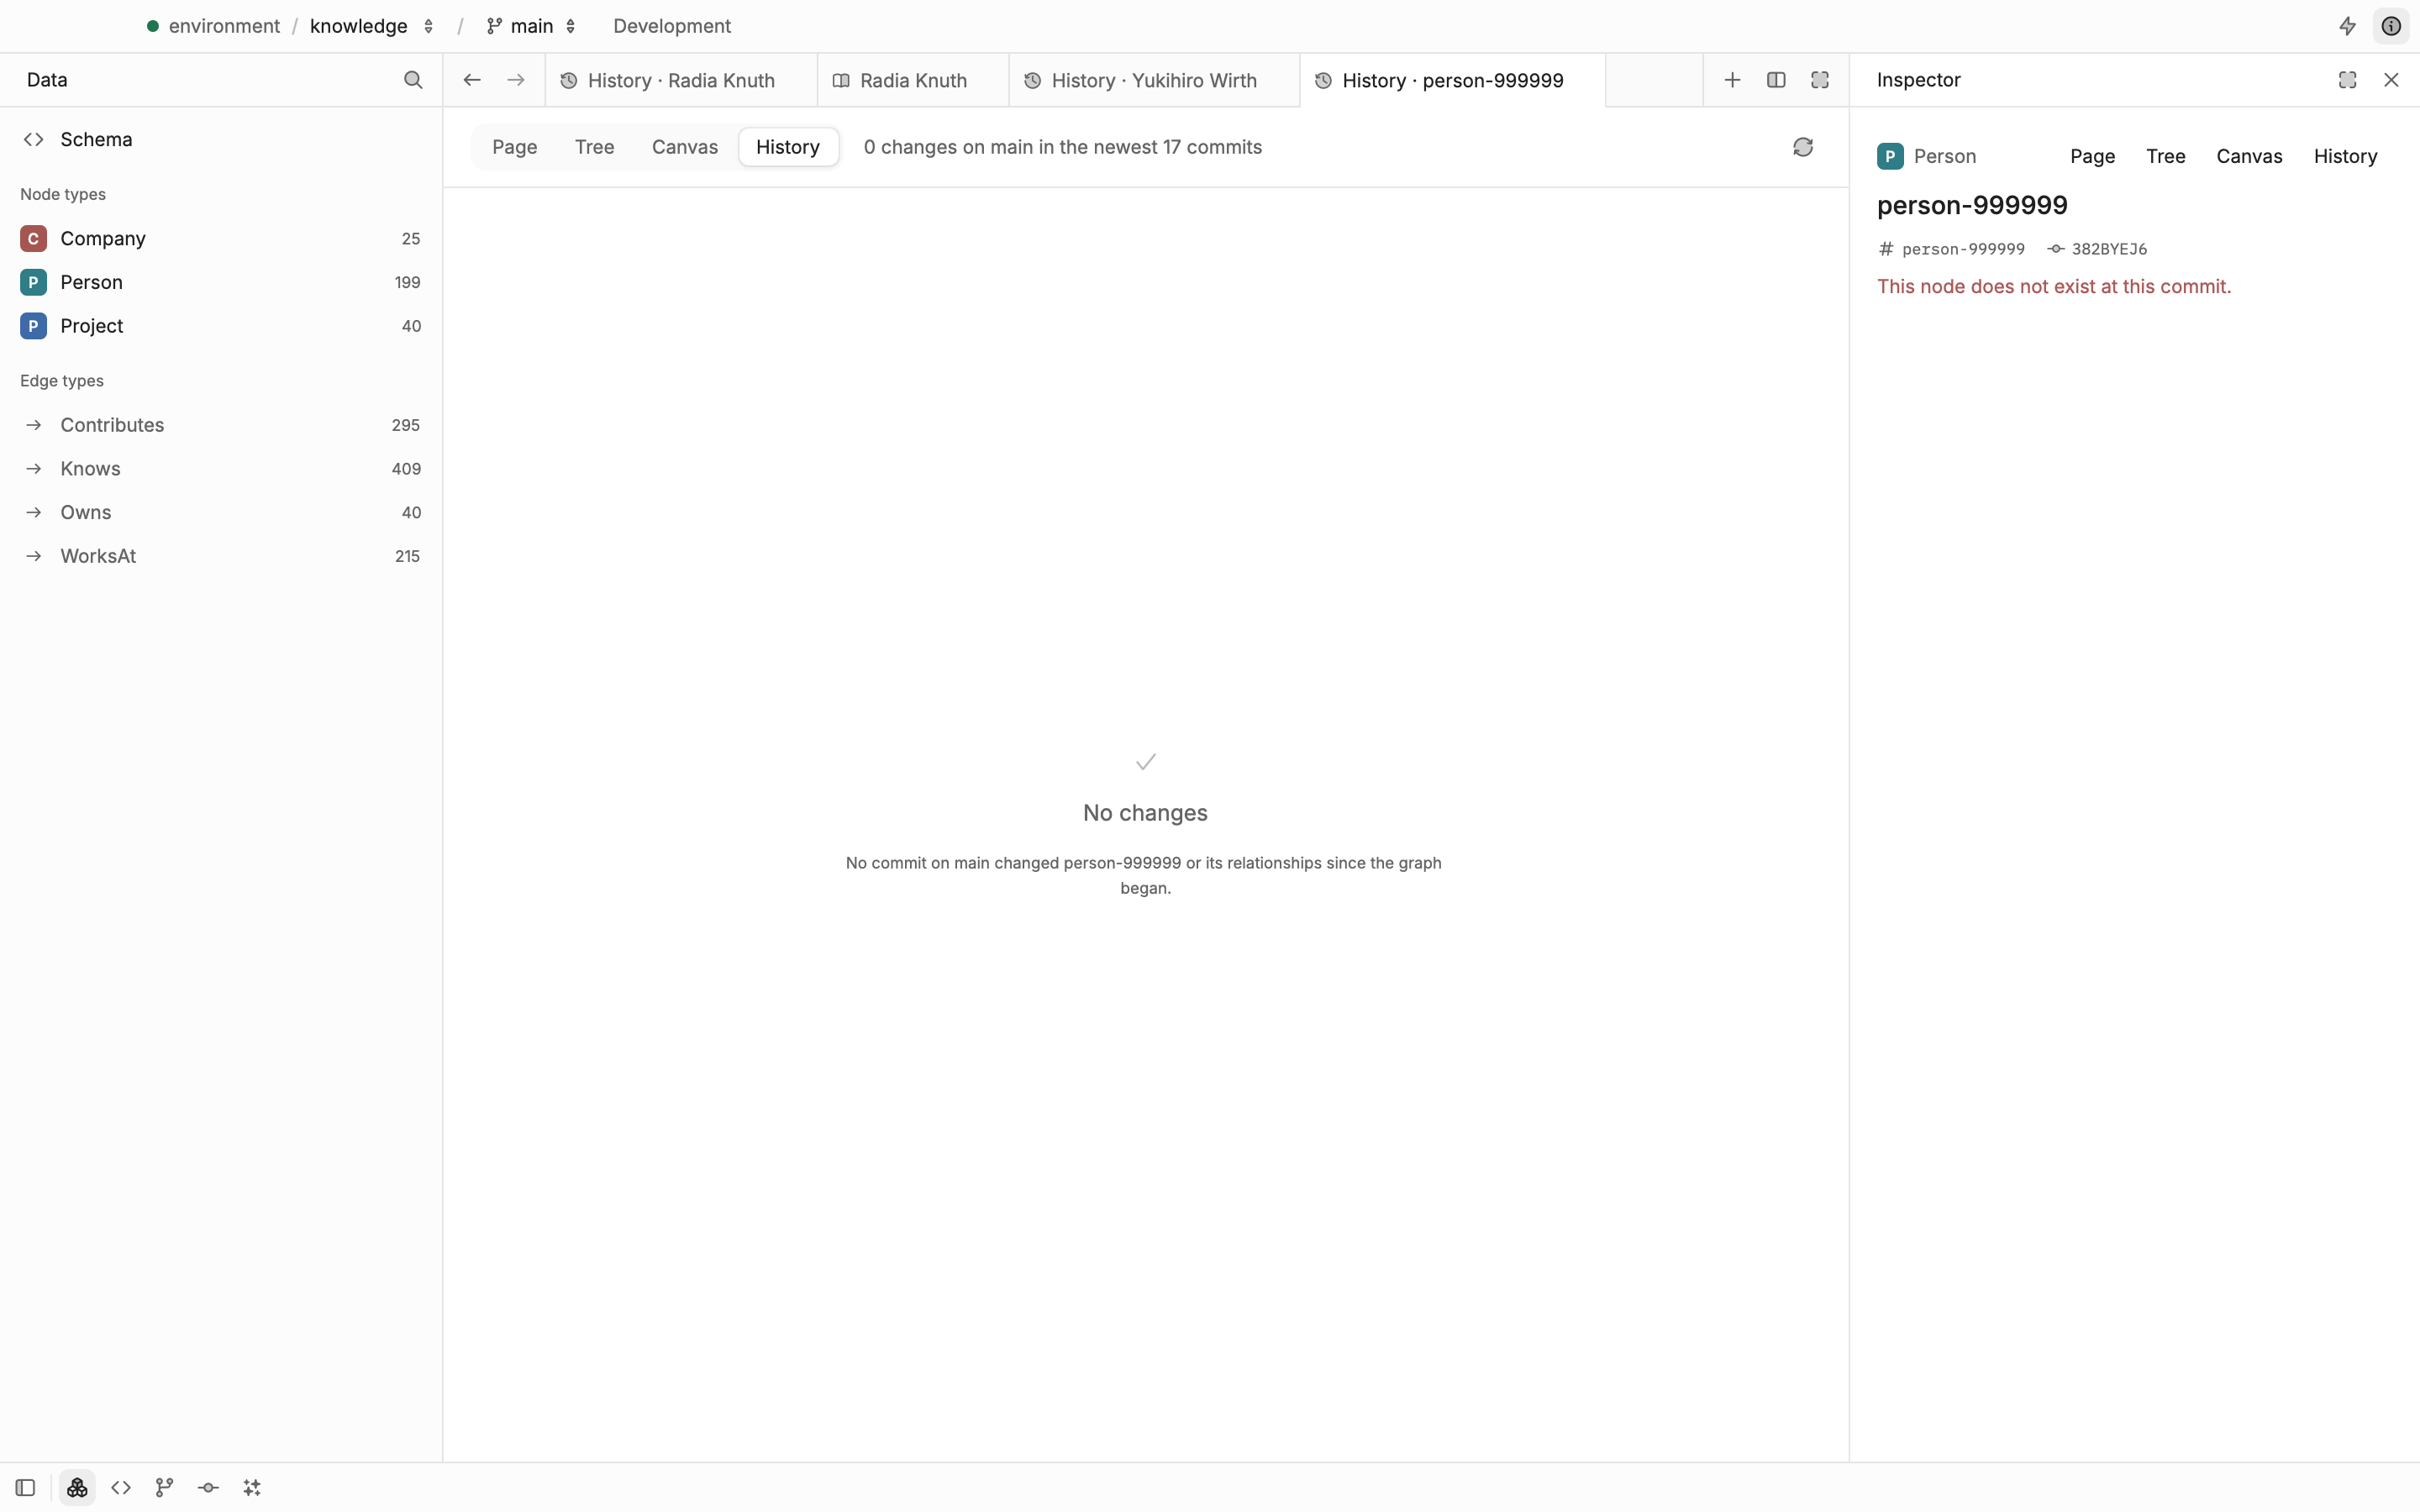 environment / knowledge / main Development
Data
History · Radia Knuth
Radia Knuth
History · Yukihiro Wirth
History · person-999999
Inspector
Schema
Node types
C Company 25
P Person 199
P Project 40
Edge types
Contributes 295
Knows 409
Owns 40
WorksAt 215
Page Tree Canvas History 0 changes on main in the newest 17 commits
No changes
No commit on main changed person-999999 or its relationships since the graph
began.
P Person Page Tree Canvas History
person-999999
# person-999999 382BYEJ6
This node does not exist at this commit.